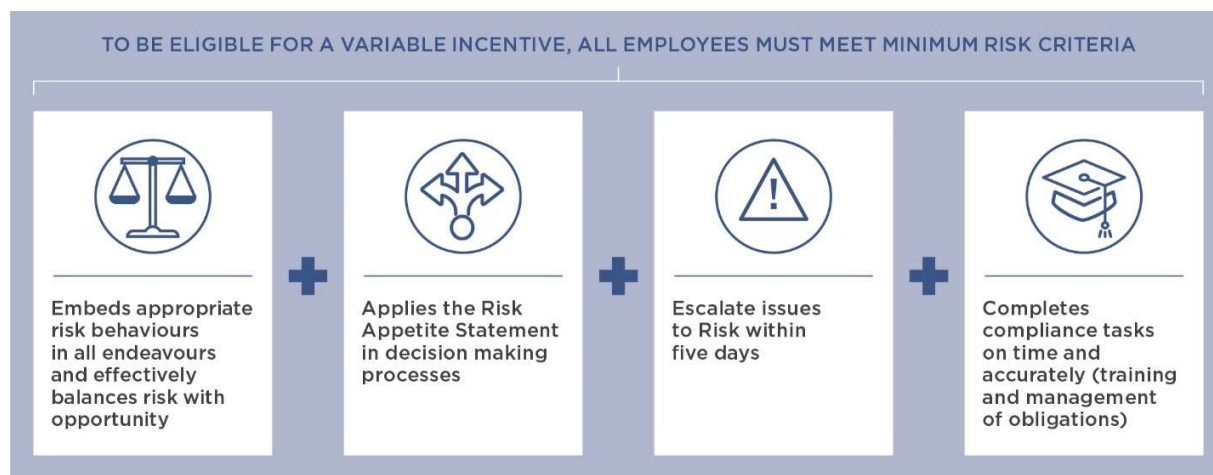 TO BE ELIGIBLE FOR A VARIABLE INCENTIVE, ALL EMPLOYEES MUST MEET MINIMUM RISK CRITERIA
Embeds appropriate
risk behaviours
in all endeavours
and effectively
balances risk with
opportunity
Applies the Risk
Appetite Statement
in decision making
processes
Escalate issues
to Risk within
five days
Completes
compliance tasks
on time and
accurately (training
and management
of obligations)